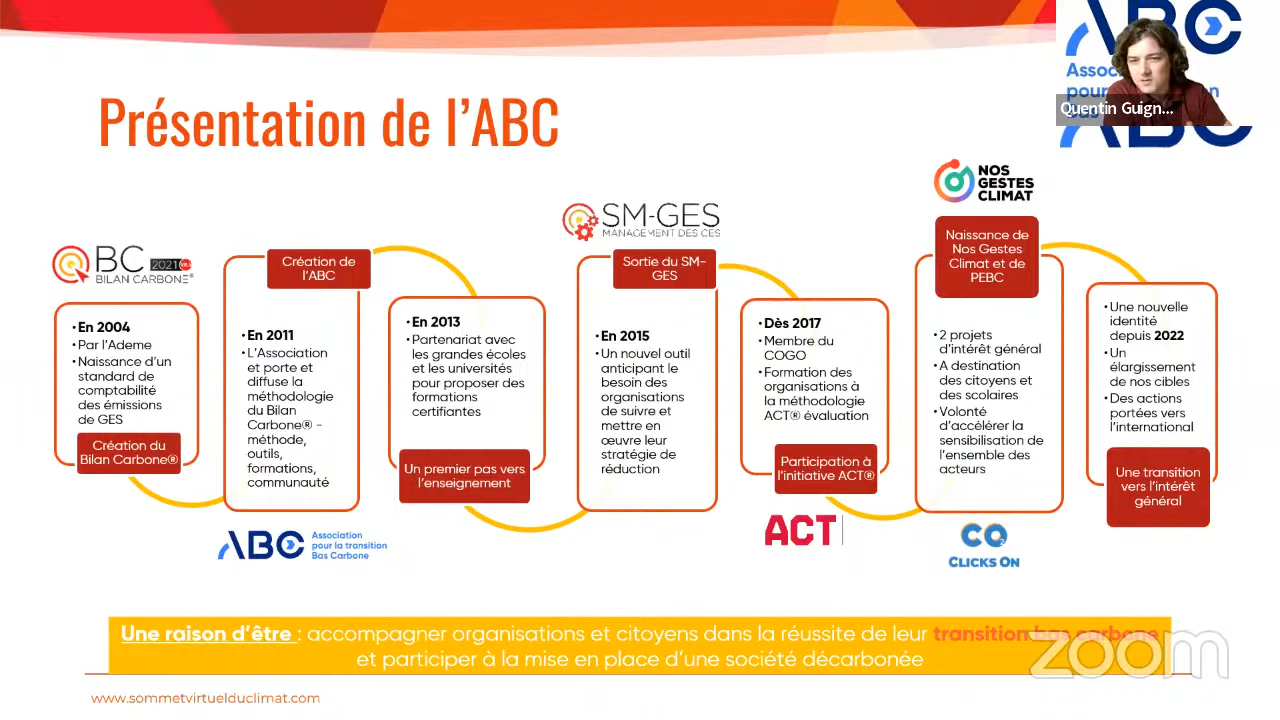 ABC
Quentin Guign...
ABC
Présentation de l'ABC
NOS
GESTES
CLIMAT
SM-GES
MANAGEMENT DES GES
BC 2021
BILAN CARBONE®
Création du
Bilan Carbone®
• En 2004
• Par l'Ademe
• Naissance d'un
standard de
comptabilité
des émissions
de GES
Création de
l'ABC
• En 2011
• L'Association
et porte et
diffuse la
méthodologie
du Bilan
Carbone® -
méthode,
outils,
formations,
communauté
ABC Association
pour la transition
Bas Carbone
• En 2013
• Partenariat avec
les grandes écoles
et les universités
pour proposer des
formations
certifiantes
Un premier pas vers
l'enseignement
Sortie du SM-
GES
• En 2015
• Un nouvel outil
anticipant le
besoin des
organisations
de suivre et
mettre en
œuvre leur
stratégie de
réduction
Dès 2017
• Membre du
COGO
• Formation des
organisations à
la méthodologie
ACT® évaluation
Participation à
l'initiative ACT®
ACT
Naissance de
Nos Gestes
Climat et de
PEBC
• 2 projets
d'intérêt général
• A destination
des citoyens et
des scolaires
• Volonté
d'accélérer la
sensibilisation de
l'ensemble des
acteurs
CO2
CLICKS ON
• Une nouvelle
identité
depuis 2022
• Un
élargissement
de nos cibles
• Des actions
portées vers
l'international
Une transition
vers l'intérêt
général
Une raison d'être : accompagner organisations et citoyens dans la réussite de leur transition bas carbone
et participer à la mise en place d'une société décarbonée
zoom
www.sommetvirtuelduclimat.com